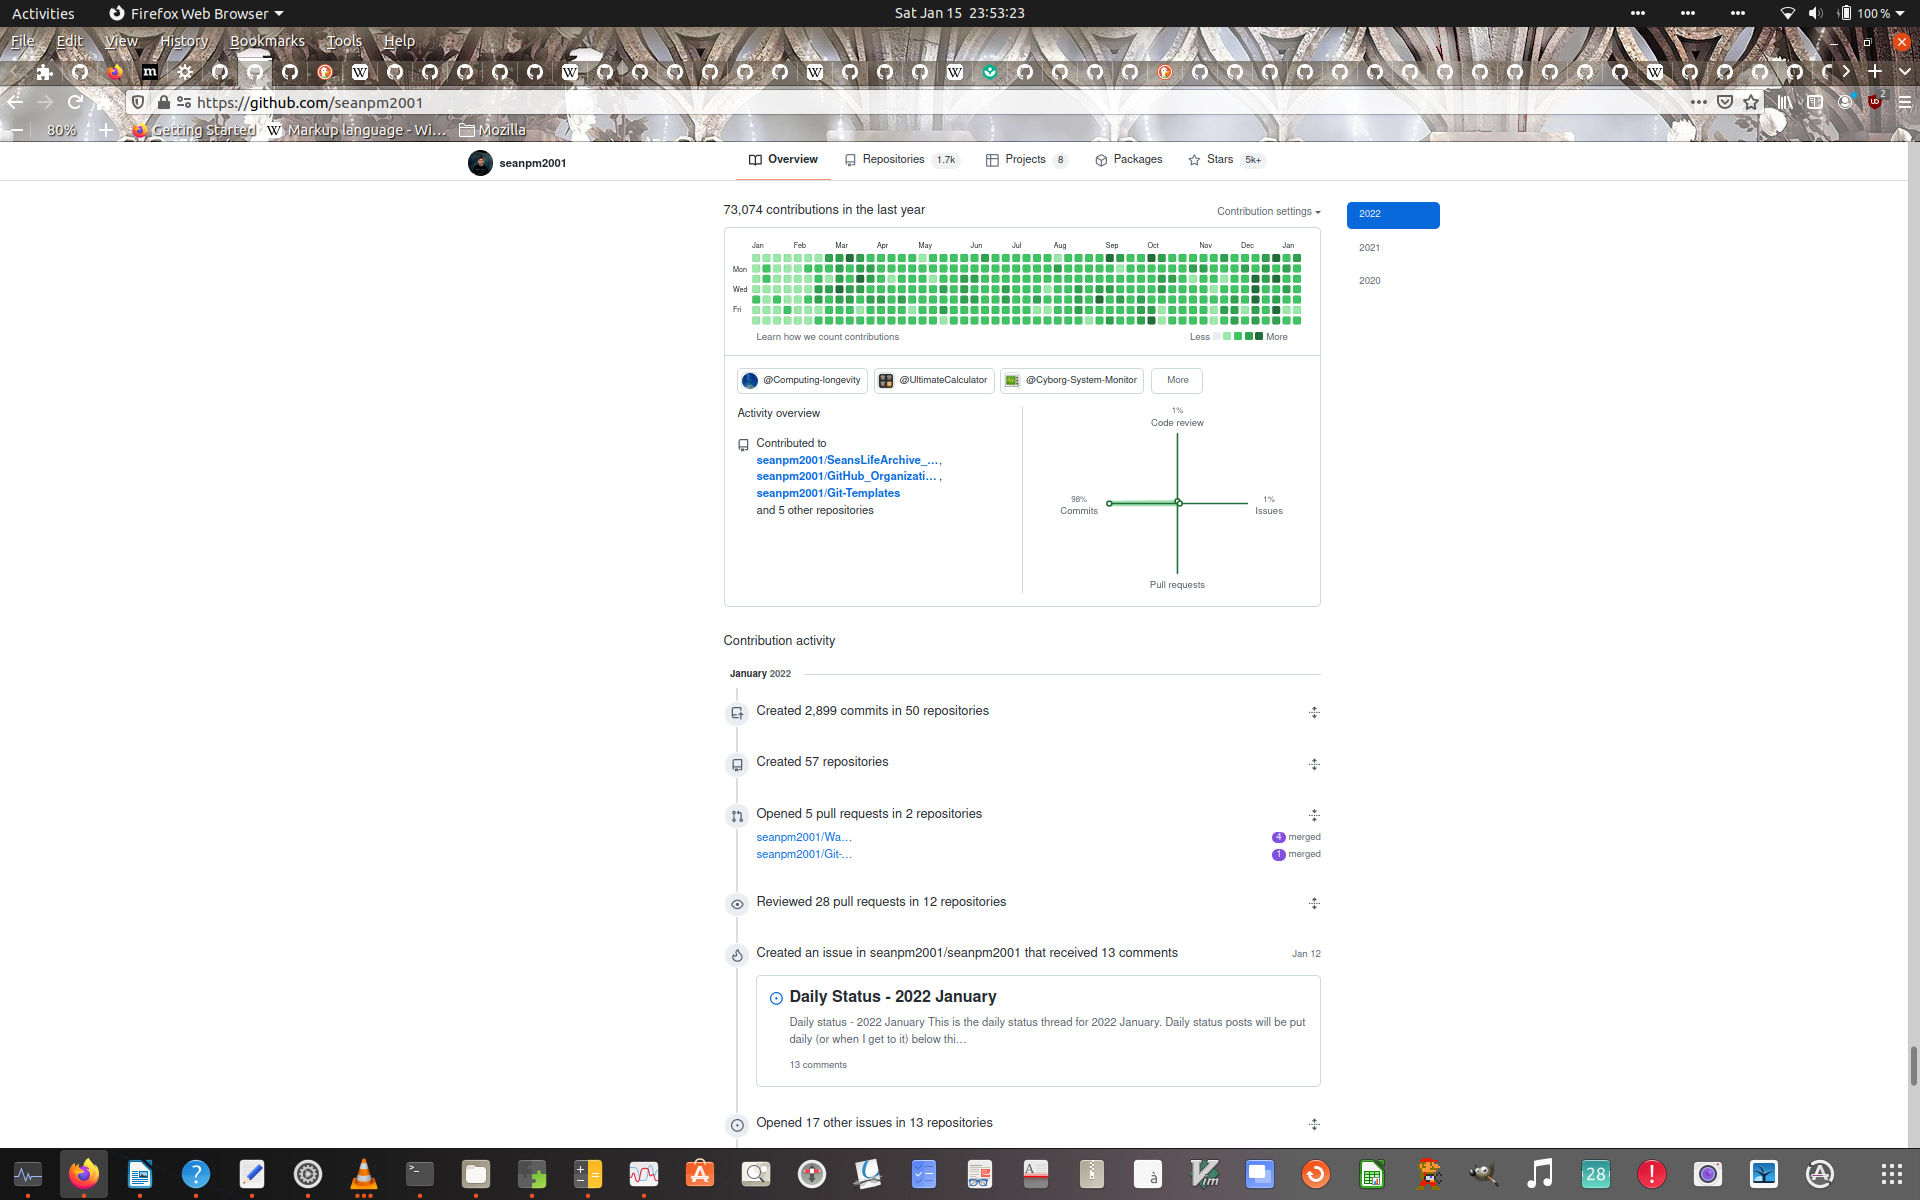 Activities
Firefox Web Browser
Sat Jan 15 23:53:23
100 %
File Edit View History Bookmarks Tools Help
https://github.com/seanpm2001
2
80%
Getting Started
Markup language - Wi...
Mozilla
seanpm2001
Overview
Repositories 1.7k
Projects 8
Packages
Stars 5k+
73,074 contributions in the last year
Contribution settings
2022
2021
2020
Jan Feb Mar Apr May Jun Jul Aug Sep Oct Nov Dec Jan
Mon
Wed
Fri
Learn how we count contributions
Less More
@Computing-longevity
@UltimateCalculator
@Cyborg-System-Monitor
More
Activity overview
Contributed to
seanpm2001/SeansLifeArchive_...,
seanpm2001/GitHub_Organizati... ,
seanpm2001/Git-Templates
and 5 other repositories
1%
Code review
98%
Commits
1%
Issues
Pull requests
Contribution activity
January 2022
Created 2,899 commits in 50 repositories
Created 57 repositories
Opened 5 pull requests in 2 repositories
seanpm2001/Wa...
4 merged
seanpm2001/Git-...
1 merged
Reviewed 28 pull requests in 12 repositories
Created an issue in seanpm2001/seanpm2001 that received 13 comments
Jan 12
Daily Status - 2022 January
Daily status - 2022 January This is the daily status thread for 2022 January. Daily status posts will be put
daily (or when I get to it) below thi...
13 comments
Opened 17 other issues in 13 repositories
28